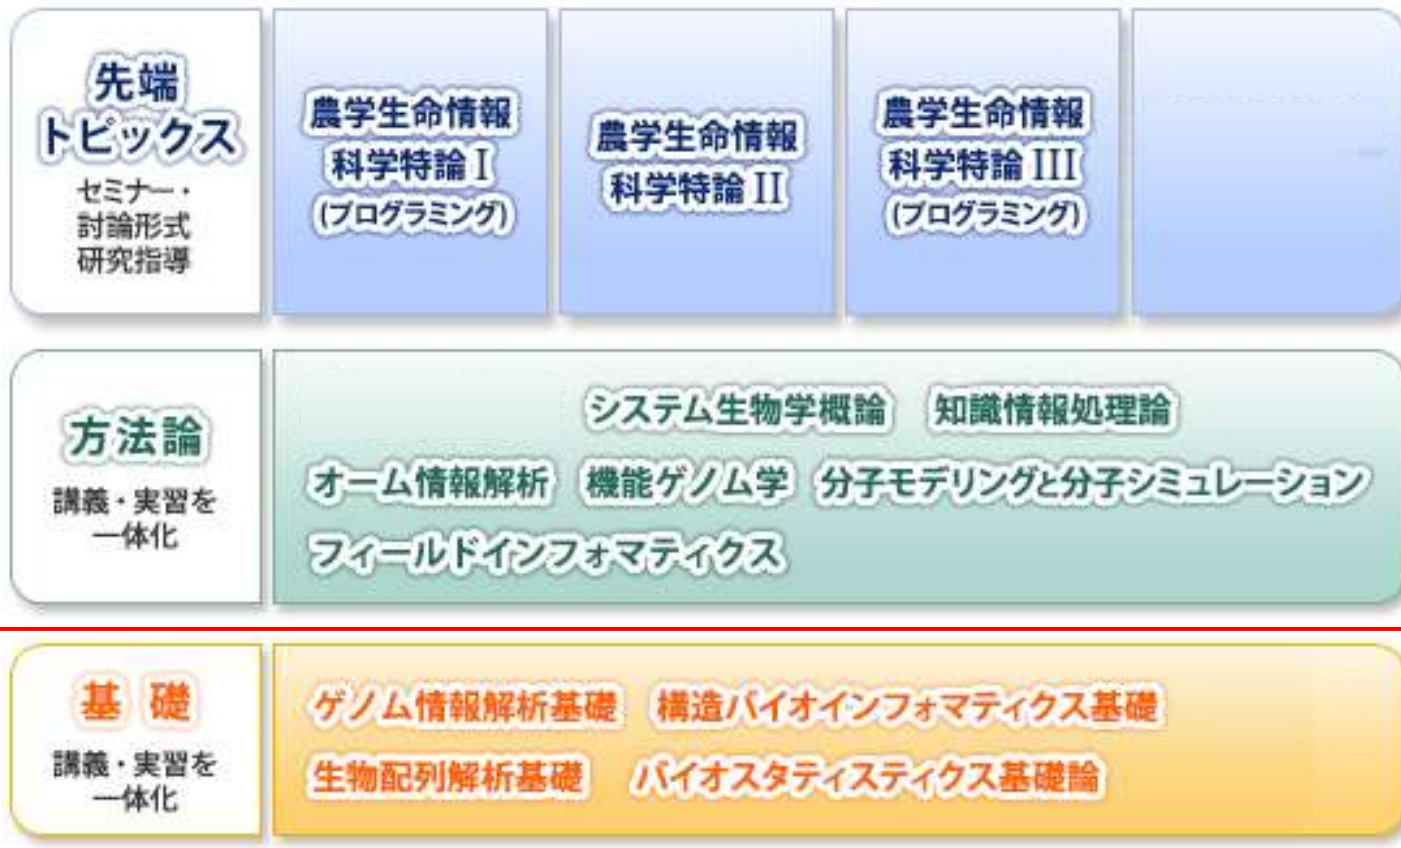 先端
トピックス
セミナー・
討論形式
研究指導
農学生命情報
科学特論 I
(プログラミング)
農学生命情報
科学特論 II
農学生命情報
科学特論 III
(プログラミング)
方法論
講義・実習を
一体化
システム生物学概論 知識情報処理論
オーム情報解析 機能ゲノム学 分子モデリングと分子シミュレーション
フィールドインフォマティクス
基 礎
講義・実習を
一体化
ゲノム情報解析基礎 構造バイオインフォマティクス基礎
生物配列解析基礎 バイオスタティスティクス基礎論